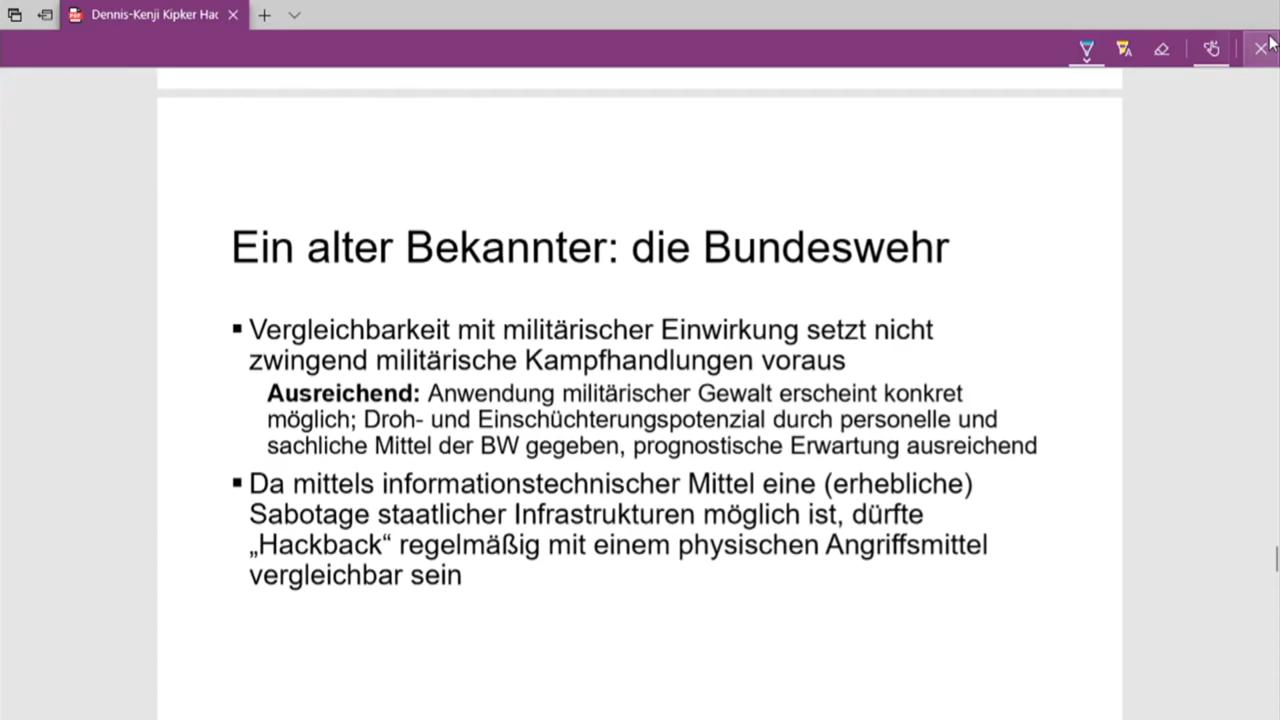 Dennis-Kenji Kipker Hac
Ein alter Bekannter: die Bundeswehr
▪ Vergleichbarkeit mit militärischer Einwirkung setzt nicht
zwingend militärische Kampfhandlungen voraus
Ausreichend: Anwendung militärischer Gewalt erscheint konkret
möglich; Droh- und Einschüchterungspotenzial durch personelle und
sachliche Mittel der BW gegeben, prognostische Erwartung ausreichend
▪ Da mittels informationstechnischer Mittel eine (erhebliche)
Sabotage staatlicher Infrastrukturen möglich ist, dürfte
„Hackback“ regelmäßig mit einem physischen Angriffsmittel
vergleichbar sein